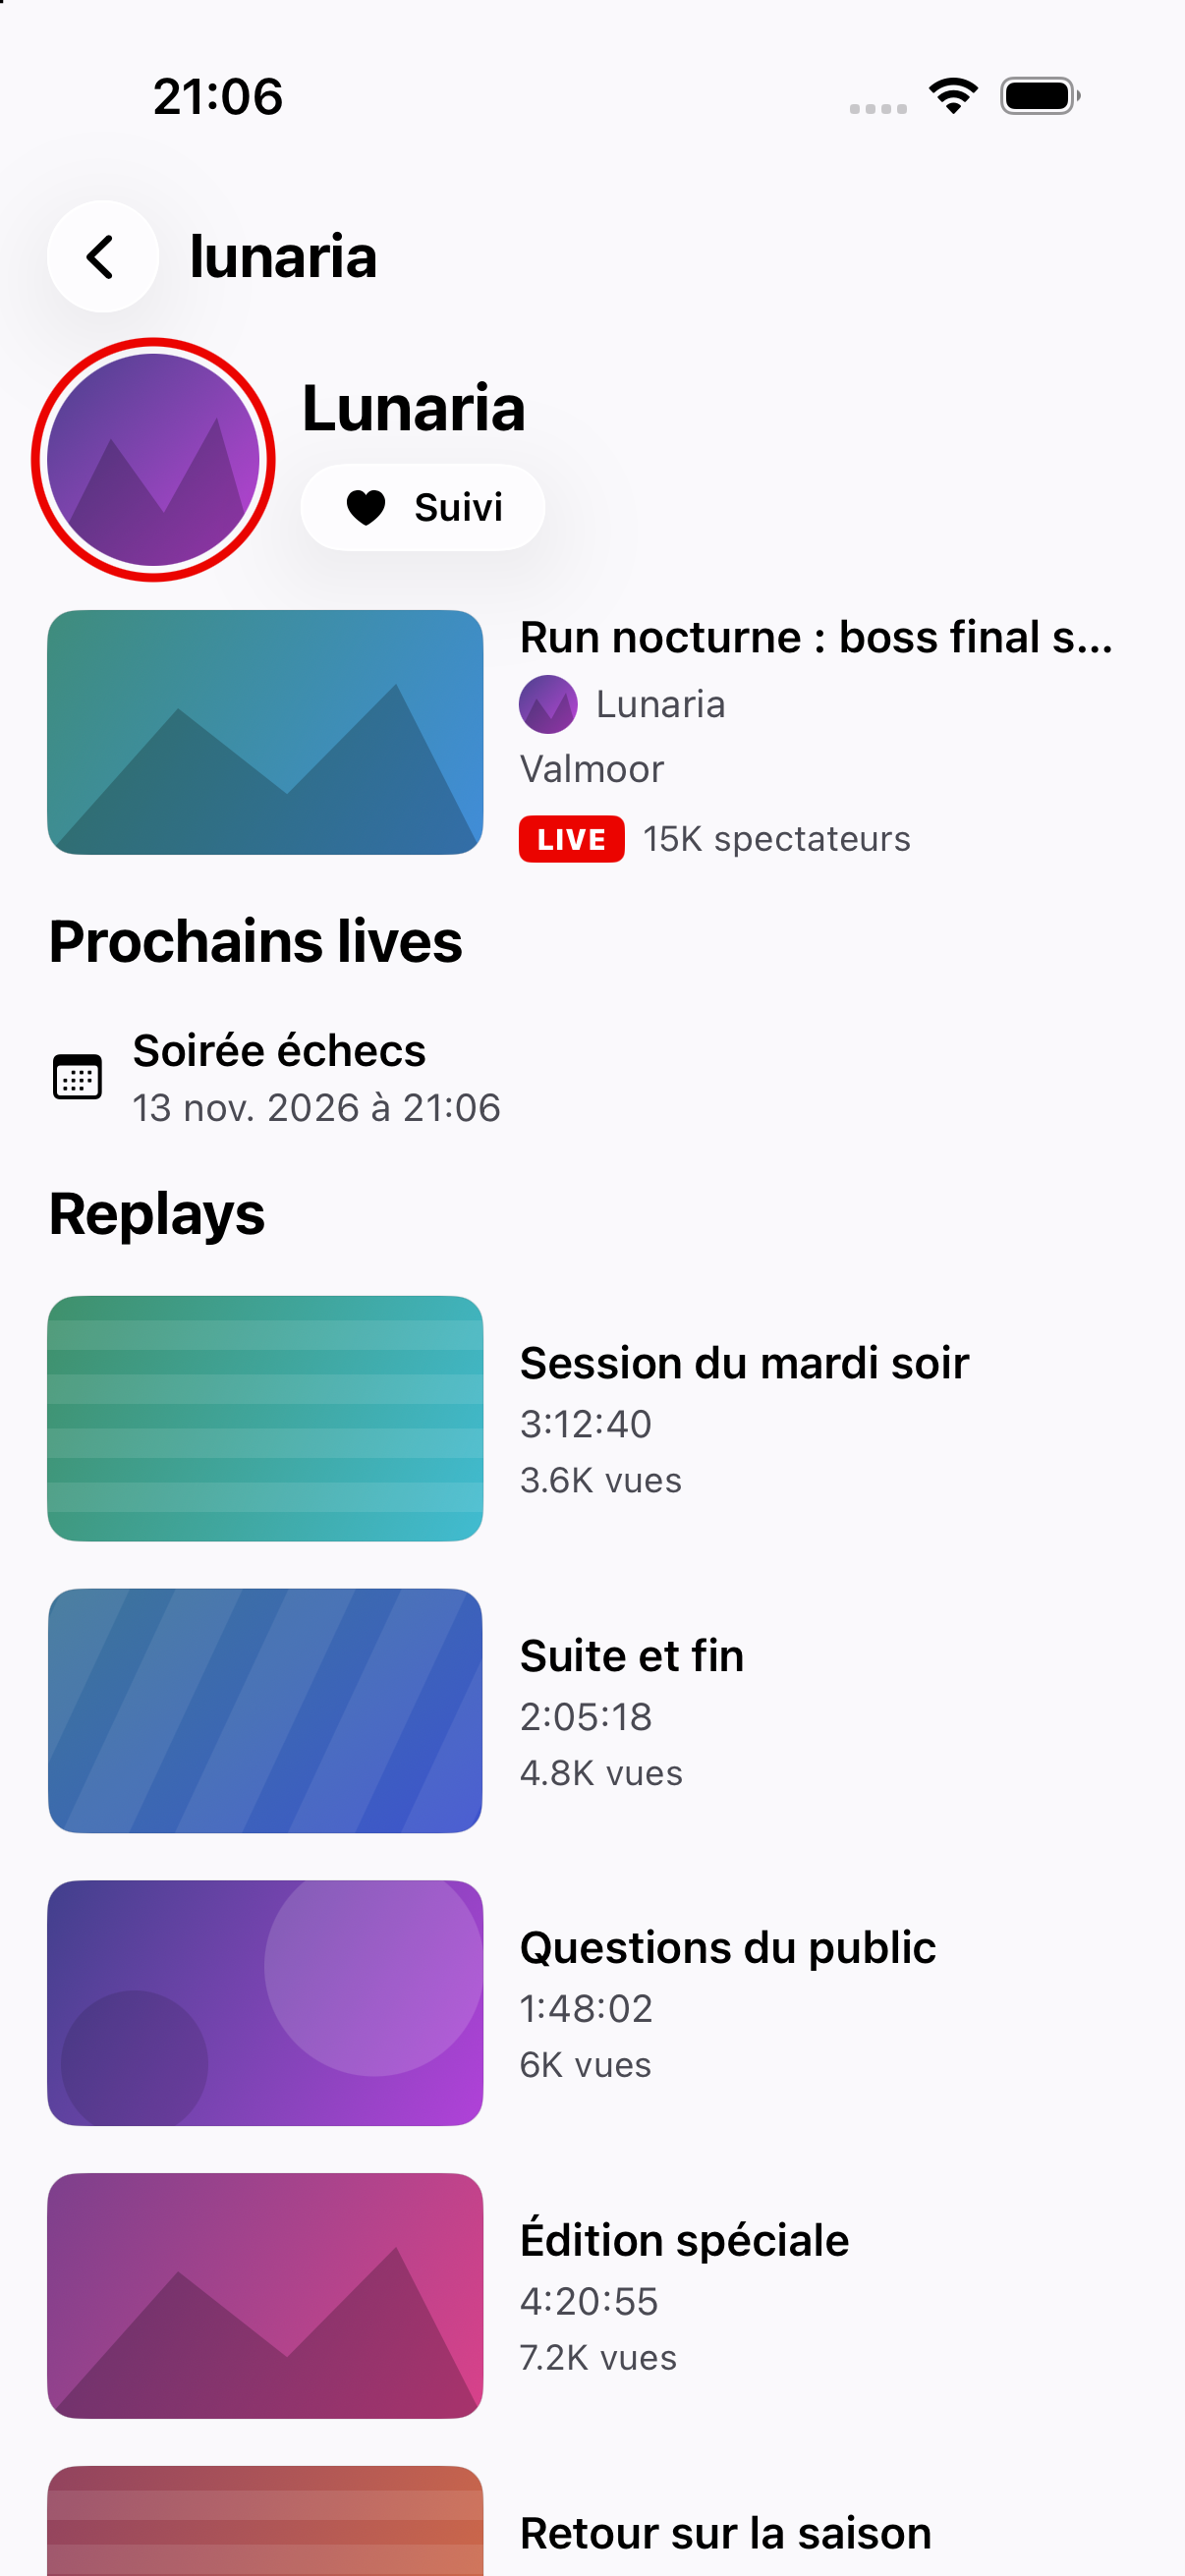 21:06
lunaria
Lunaria
Suivi
Run nocturne : boss final s...
Lunaria
Valmoor
LIVE 15K spectateurs
Prochains lives
Soirée échecs
13 nov. 2026 à 21:06
Replays
Session du mardi soir
3:12:40
3.6K vues
Suite et fin
2:05:18
4.8K vues
Questions du public
1:48:02
6K vues
Édition spéciale
4:20:55
7.2K vues
Retour sur la saison